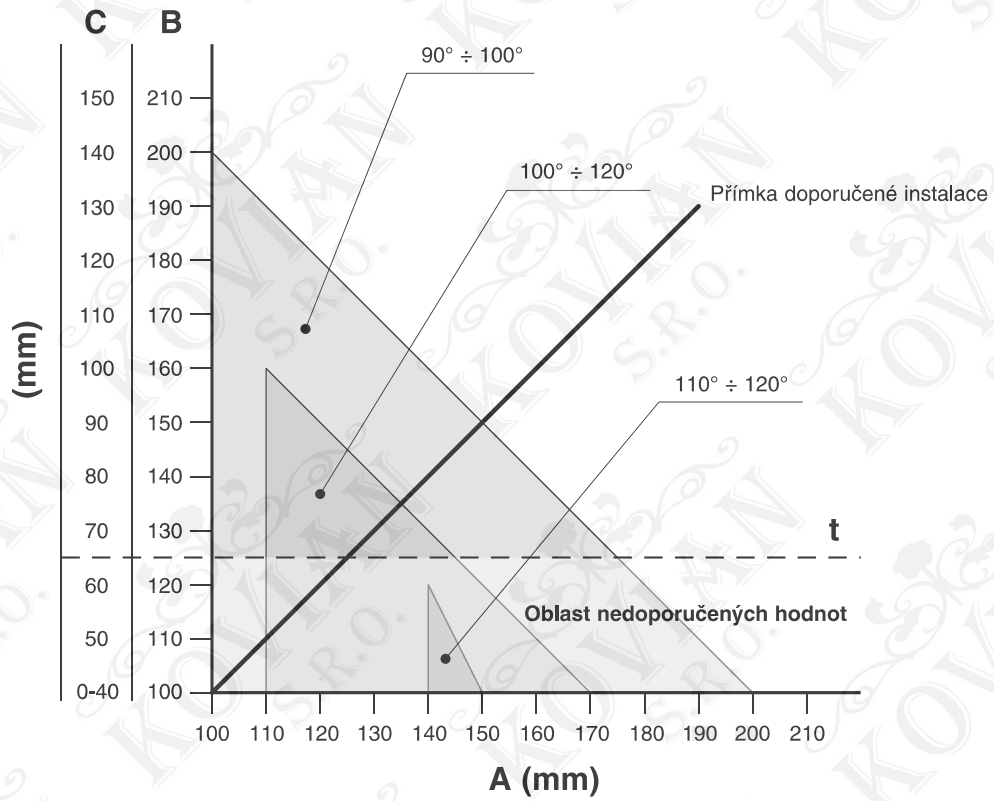 C B
90° ÷ 100°
150 210
140 200
100° ÷ 120°
130 190
Přímka doporučené instalace
120 180
110 170
(mm)
100 160
110° ÷ 120°
90 150
80 140
70 130
t
60 120
Oblast nedoporučených hodnot
50 110
0-40 100
100 110 120 130 140 150 160 170 180 190 200 210
A (mm)
KOVIAN
S.R.O.